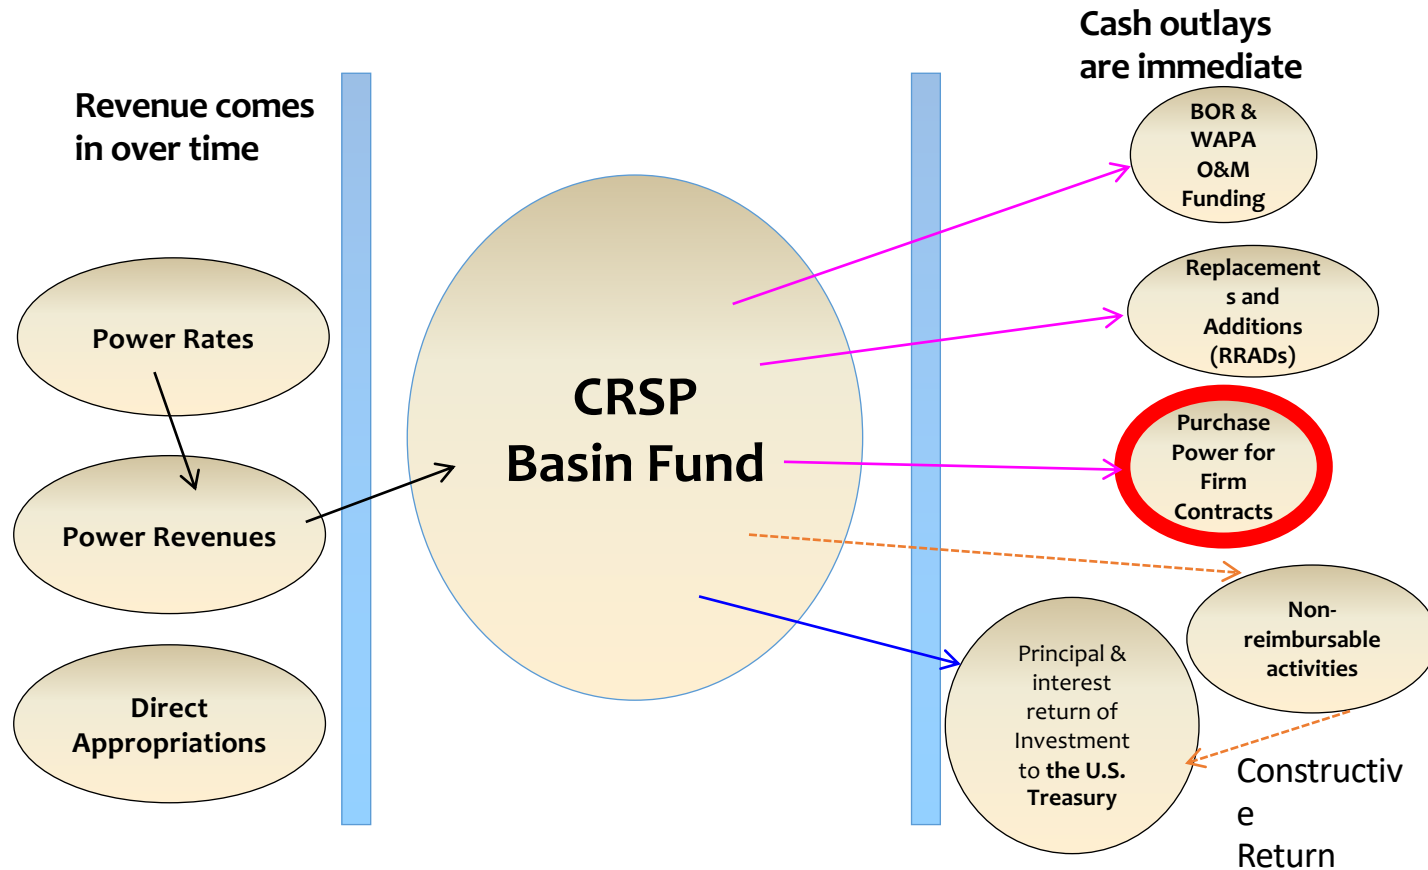 Revenue comes
in over time
Power Rates
Power Revenues
Direct
Appropriations
CRSP
Basin Fund
Cash outlays
are immediate
BOR &
WAPA
O&M
Funding
Replacement
s and
Additions
(RRADs)
Purchase
Power for
Firm
Contracts
Non-
reimbursable
activities
Principal &
interest
return of
Investment
to the U.S.
Treasury
Constructiv
e
Return